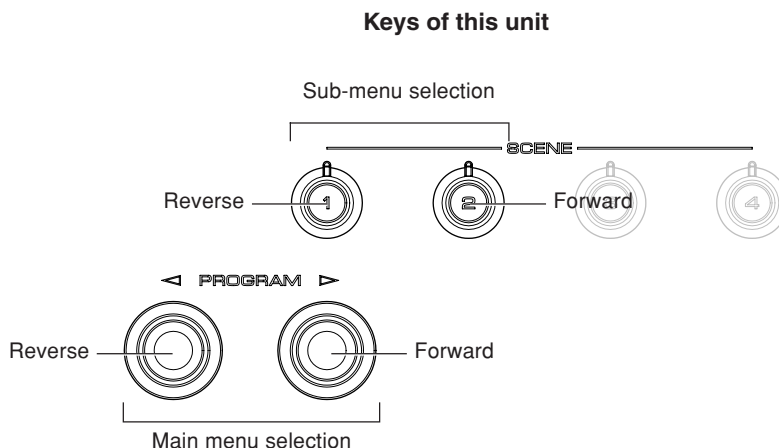 Keys of this unit
Sub-menu selection
SCENE
Reverse
1
2
Forward
3
4
◁ PROGRAM ▷
Reverse
Forward
Main menu selection